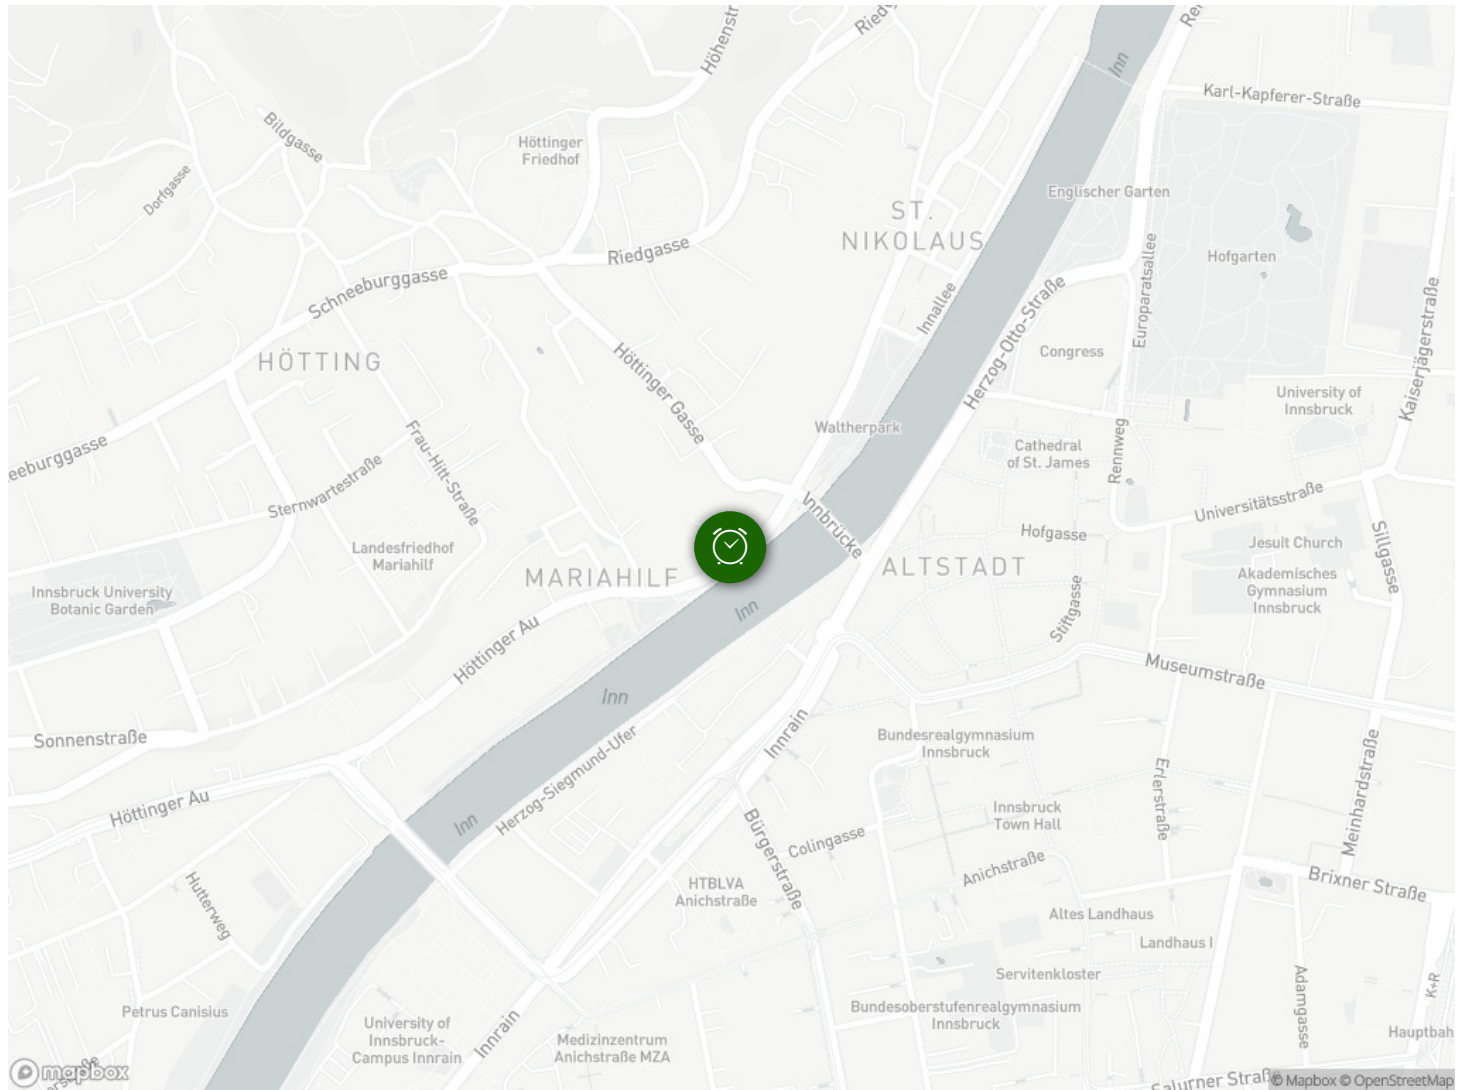 Inn
Karl-Kapferer-Straße
Bildgasse
Höttinger
Friedhof
Dorfgasse
Englischer Garten
ST.
NIKOLAUS
Riedgasse
Hofgarten
Schneeburggasse
Innallee
Herzog-Otto-Straße
Europaratsallee
Kaiserjägerstraße
HÖTTING
Höttinger Gasse
Congress
University of
Innsbruck
Waltherpark
Frau-Hitt-Straße
Cathedral
of St. James
Rennweg
eeburggasse
Sternwartestraße
Universitätsstraße
Innbrücke
Hofgasse
Jesuit Church
Sillgasse
Landesfriedhof
Mariahilf
MARIAHILF
ALTSTADT
Akademisches
Gymnasium
Innsbruck
Innsbruck University
Botanic Garden
Inn
Stiftgasse
Höttinger Au
Museumstraße
Inn
Sonnenstraße
Herzog-Siegmund-Ufer
Innrain
Bundesrealgymnasium
Innsbruck
Meinhardstraße
Erlerstraße
Höttinger Au
Inn
Innsbruck
Town Hall
Bürgerstraße
Colingasse
Anichstraße
HTBLVA
Anichstraße
Brixner Straße
Hutterweg
Altes Landhaus
Landhaus I
Servitenkloster
K+R
Adamgasse
Petrus Canisius
Bundesoberstufenrealgymnasium
Innsbruck
University of
Innsbruck-
Campus Innrain
Innrain
Medizinzentrum
Anichstraße MZA
Hauptbah
mapbox
© Mapbox © OpenStreetMap
Riedg
Höhenstr